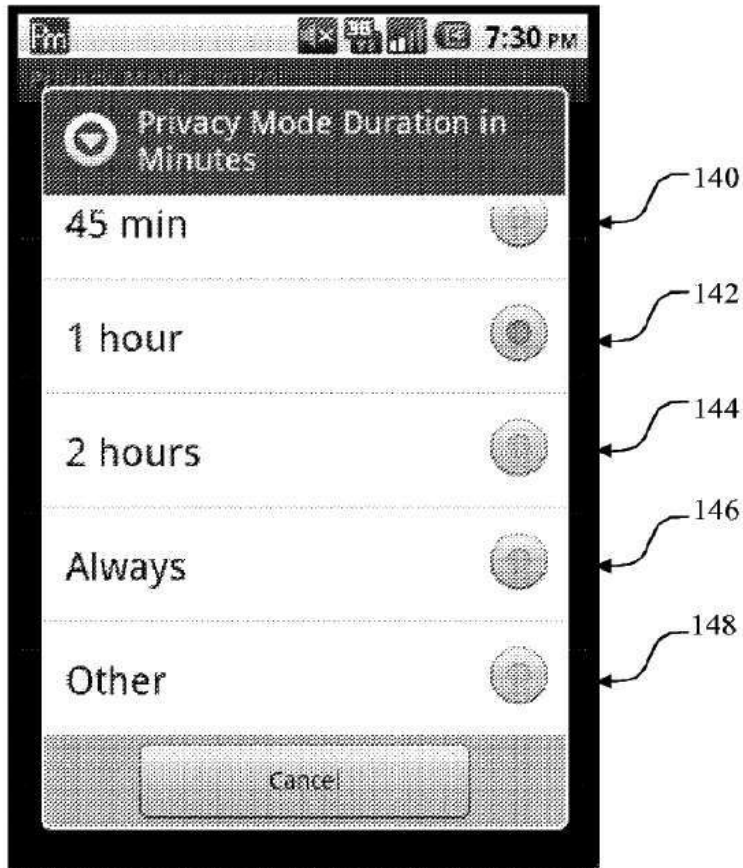 Pm 7:30 PM
Privacy Mode Duration in
Minutes
45 min
140
1 hour
142
2 hours
144
Always
146
Other
148
Cancel